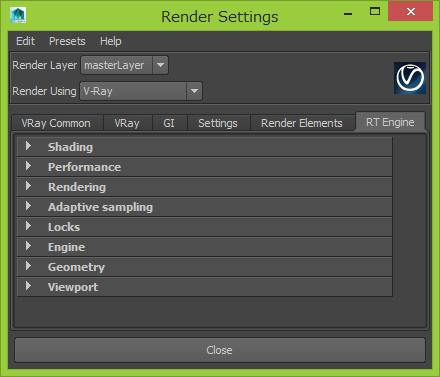 Render Settings
Edit Presets Help
Render Layer masterLayer
Render Using V-Ray
VRay Common VRay GI Settings Render Elements RT Engine
Shading
Performance
Rendering
Adaptive sampling
Locks
Engine
Geometry
Viewport
Close